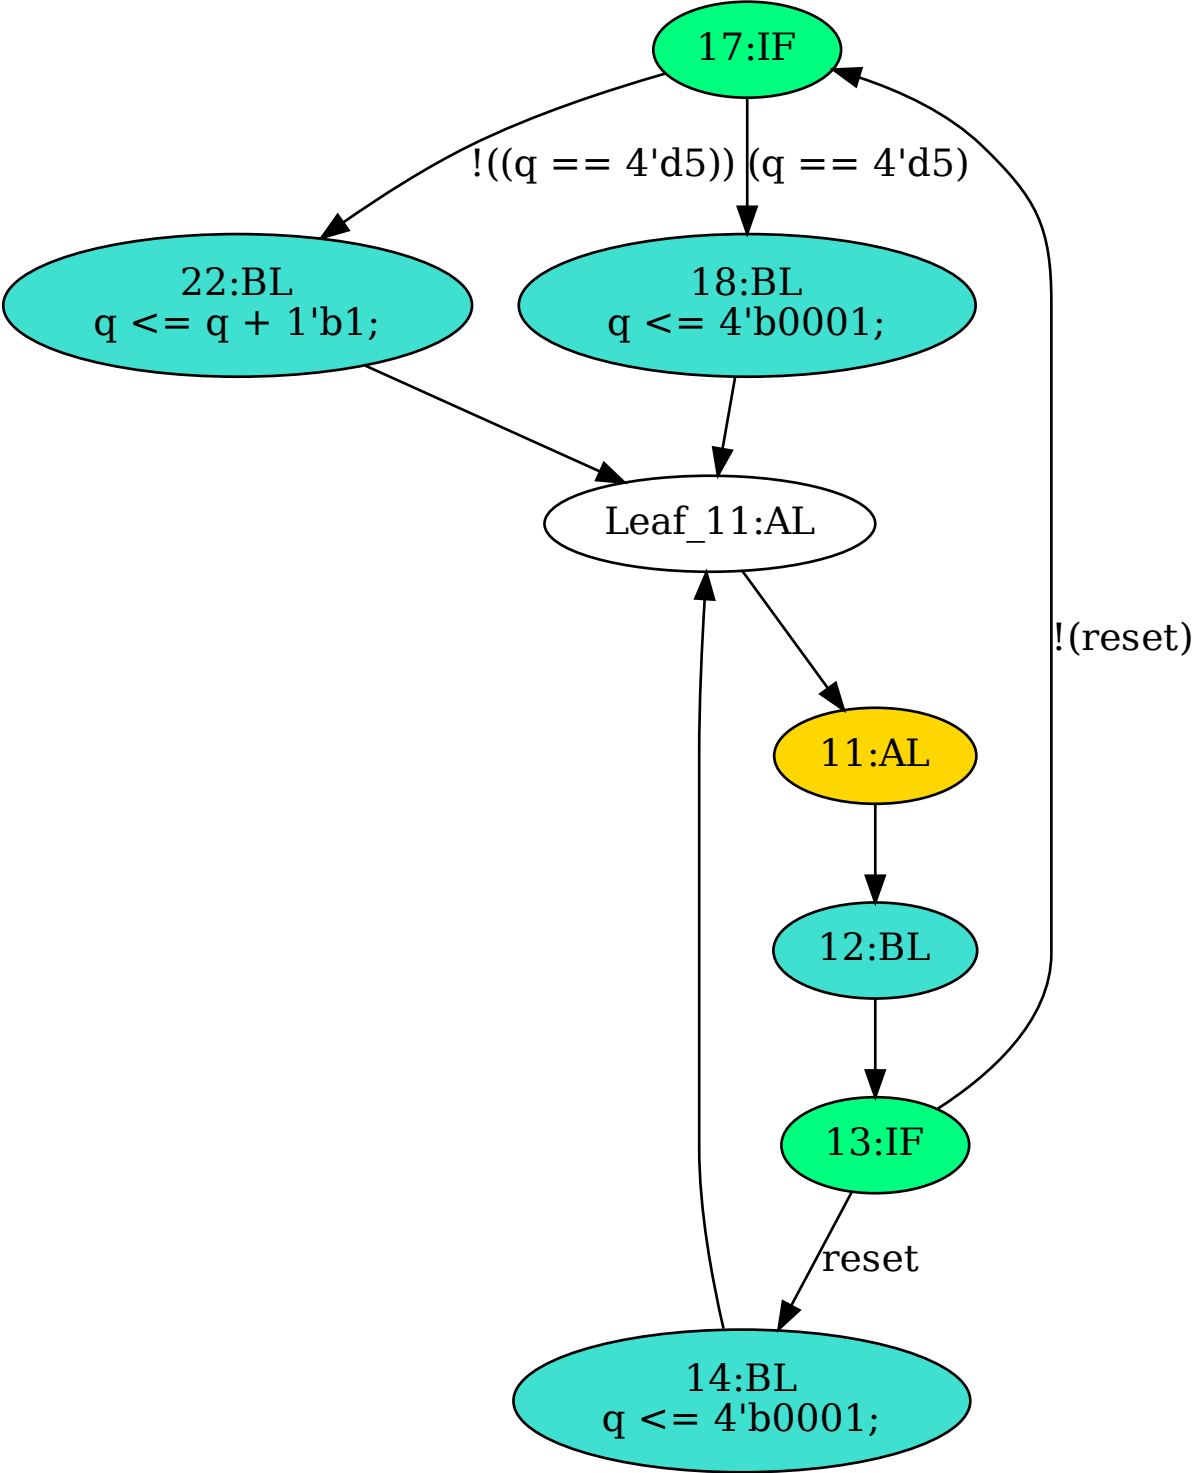 17:IF
!((q == 4'd5))
(q == 4'd5)
22:BL
q <= q + 1'b1;
18:BL
q <= 4'b0001;
Leaf_11:AL
!(reset)
11:AL
12:BL
13:IF
reset
14:BL
q <= 4'b0001;